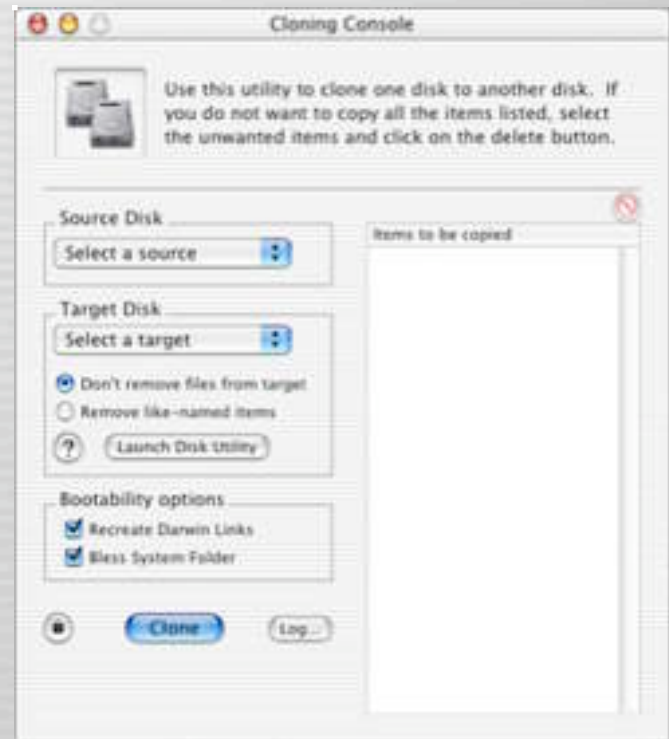 Cloning Console
Use this utility to clone one disk to another disk. If
you do not want to copy all the items listed, select
the unwanted items and click on the delete button.
Source Disk
Select a source
Target Disk
Select a target
Don't remove files from target
Remove like-named items
?
Launch Disk Utility
Bootability options
Recreate Darwin Links
Bless System Folder
Clone
Log...
Items to be copied